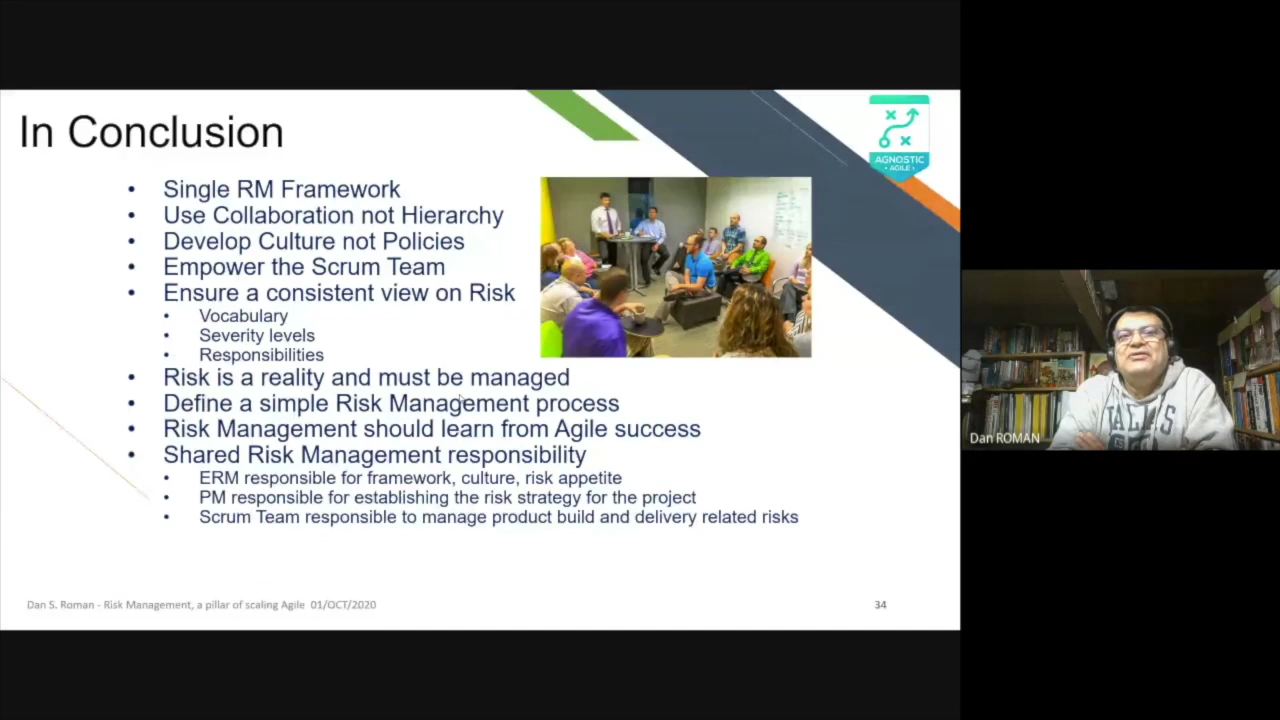 In Conclusion
AGNOSTIC
• AGILE •
• Single RM Framework
• Use Collaboration not Hierarchy
• Develop Culture not Policies
• Empower the Scrum Team
• Ensure a consistent view on Risk
• Vocabulary
• Severity levels
• Responsibilities
• Risk is a reality and must be managed
• Define a simple Risk Management process
• Risk Management should learn from Agile success
• Shared Risk Management responsibility
• ERM responsible for framework, culture, risk appetite
• PM responsible for establishing the risk strategy for the project
• Scrum Team responsible to manage product build and delivery related risks
Dan S. Roman - Risk Management, a pillar of scaling Agile 01/OCT/2020
34
Dan ROMAN